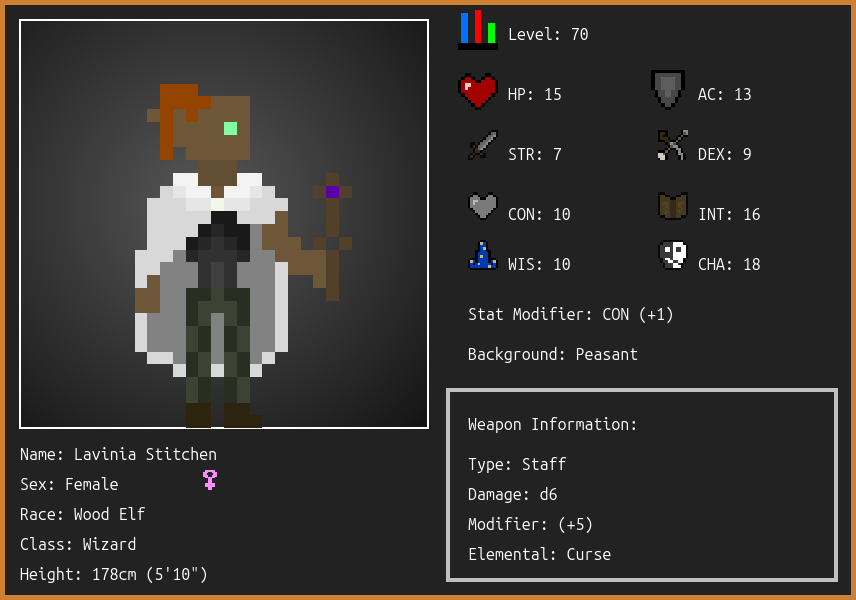 Level: 70
HP: 15
AC: 13
STR: 7
DEX: 9
CON: 10
INT: 16
WIS: 10
CHA: 18
Stat Modifier: CON (+1)
Background: Peasant
Weapon Information:
Type: Staff
Damage: d6
Modifier: (+5)
Elemental: Curse
Name: Lavinia Stitchen
Sex: Female
Race: Wood Elf
Class: Wizard
Height: 178cm (5'10")